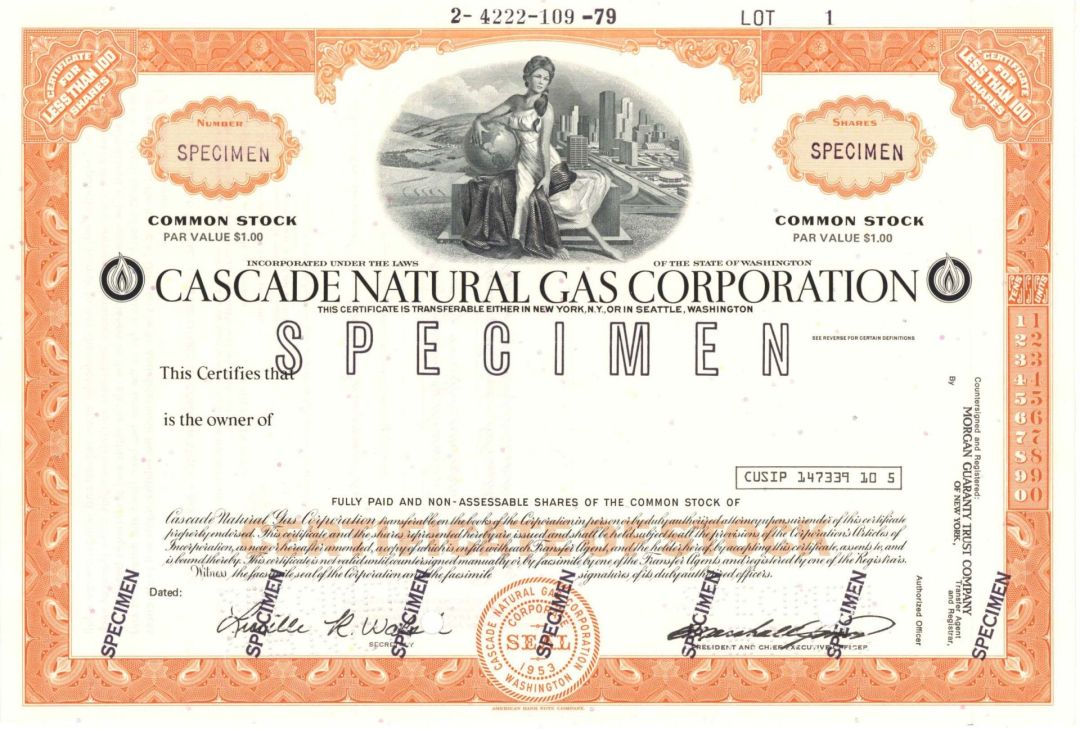 2- 4222-109 -79 LOT 1
CERTIFICATE FOR LESS THAN 100 SHARES
CERTIFICATE FOR LESS THAN 100 SHARES
NUMBER
SPECIMEN
SHARES
SPECIMEN
COMMON STOCK
PAR VALUE $1.00
COMMON STOCK
PAR VALUE $1.00
INCORPORATED UNDER THE LAWS OF THE STATE OF WASHINGTON
CASCADE NATURAL GAS CORPORATION
THIS CERTIFICATE IS TRANSFERABLE EITHER IN NEW YORK, N.Y., OR IN SEATTLE, WASHINGTON
SPECIMEN
SEE REVERSE FOR CERTAIN DEFINITIONS
This Certifies that
is the owner of
CUSIP 147339 10 5
FULLY PAID AND NON-ASSESSABLE SHARES OF THE COMMON STOCK OF
Cascade Natural Gas Corporation transferable on the books of the Corporation in person or by duly authorized attorney upon surrender of this certificate
properly endorsed. This certificate and the shares represented hereby are issued and shall be held subject to all the provisions of the Corporation's Articles of
Incorporation, as now or hereafter amended, a copy of which is on file with each Transfer Agent, and the holder hereof, by accepting this certificate, assents to, and
is bound thereby. This certificate is not valid until countersigned manually or by facsimile by one of the Transfer Agents and registered by one of the Registrars.
Witness the facsimile seal of the Corporation and the facsimile signatures of its duly authorized officers.
Dated:
SECRETARY
CASCADE NATURAL GAS CORPORATION
CORPORATE
SEAL
1953
WASHINGTON
PRESIDENT AND CHIEF EXECUTIVE OFFICER
SPECIMEN
SPECIMEN
SPECIMEN
SPECIMEN
SPECIMEN
SPECIMEN
SPECIMEN
Countersigned and Registered:
MORGAN GUARANTY TRUST COMPANY
OF NEW YORK,
Transfer Agent
and Registrar,
By
Authorized Officer
TENS UNITS
1 1
2 2
3 3
4 4
5 5
6 6
7 7
8 8
9 9
0 0
AMERICAN BANK NOTE COMPANY.